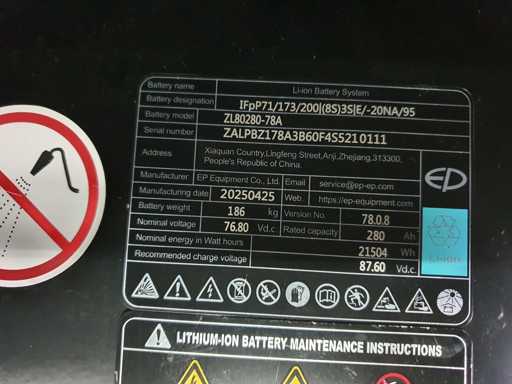 Battery name Li-ion Battery System
Battery designation IFpP71/173/200|(8S)3S|E/-20NA/95
Battery model ZL80280-78A
Serial number ZALPBZ178A3B60F4S5210111
Address Xiaquan Country,Lingfeng Street,Anji,Zhejiang,313300,
People's Republic of China.
Manufacturer EP Equipment Co., Ltd. Email service@ep-ep.com
Manufacturing date 20250425 Web. https://ep-equipment.com
Battery weight 186 kg Version No. 78.0.8
Nominal voltage 76.80 Vd.c. Rated capacity 280 Ah
Nominal energy in Watt hours 21504 Wh
Recommended charge voltage 87.60 Vd.c.
EP
Li-ion
LITHIUM-ION BATTERY MAINTENANCE INSTRUCTIONS